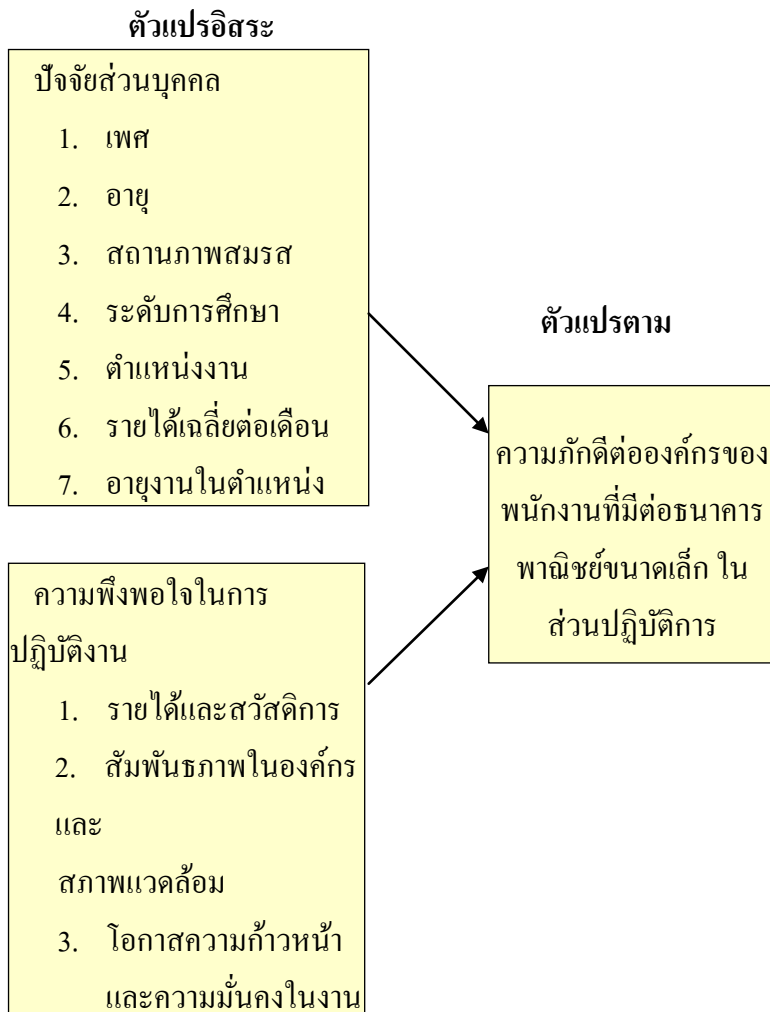 ตัวแปรอิสระ
ปัจจัยส่วนบุคคล
1. เพศ
2. อายุ
3. สถานภาพสมรส
4. ระดับการศึกษา
5. ตำแหน่งงาน
6. รายได้เฉลี่ยต่อเดือน
7. อายุงานในตำแหน่ง
ความพึงพอใจในการ
ปฏิบัติงาน
1. รายได้และสวัสดิการ
2. สัมพันธภาพในองค์กร
และ
สภาพแวดล้อม
3. โอกาสความก้าวหน้า
และความมั่นคงในงาน
ตัวแปรตาม
ความภักดีต่อองค์กรของ
พนักงานที่มีต่อธนาคาร
พาณิชย์ขนาดเล็ก ใน
ส่วนปฏิบัติการ